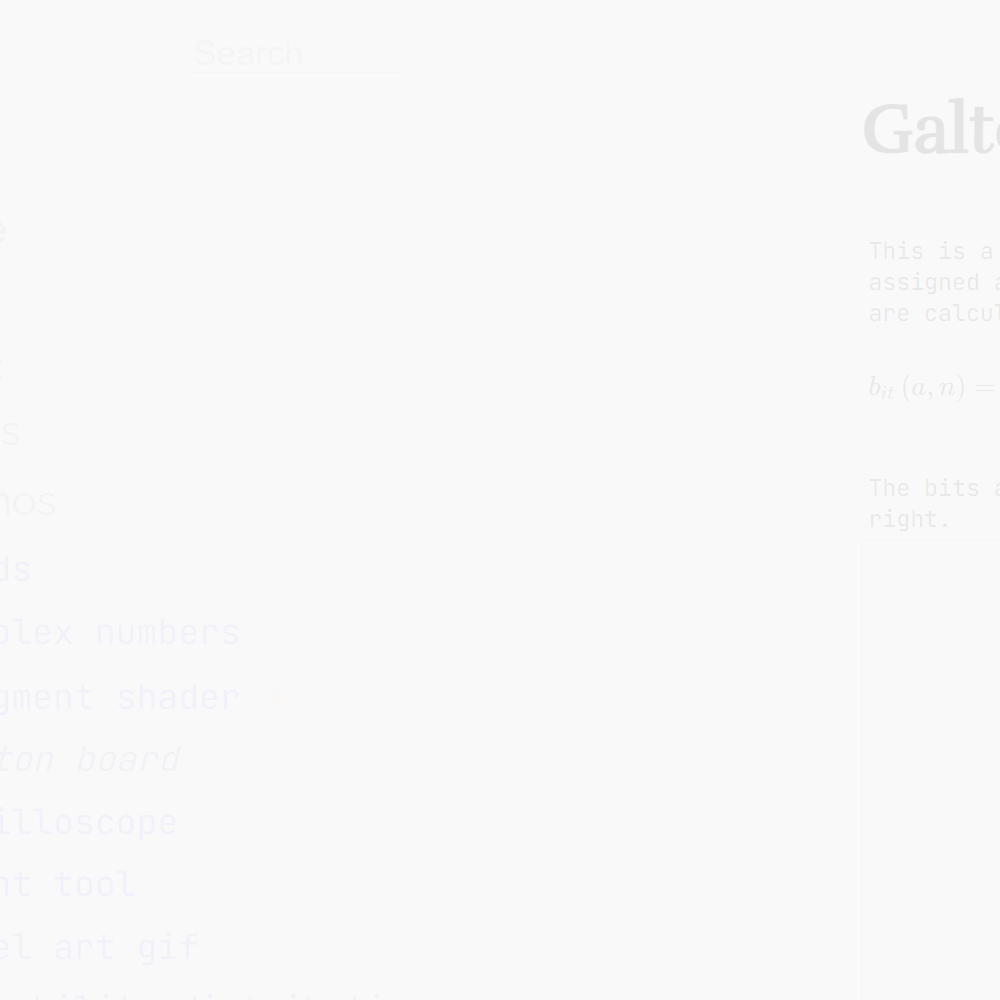 Search
Galt
This is a
assigned a
are calcul
b_{it} (a, n) =
The bits a
right.
e
s
nos
ds
plex numbers
gment shader
ton board
illoscope
nt tool
el art gif